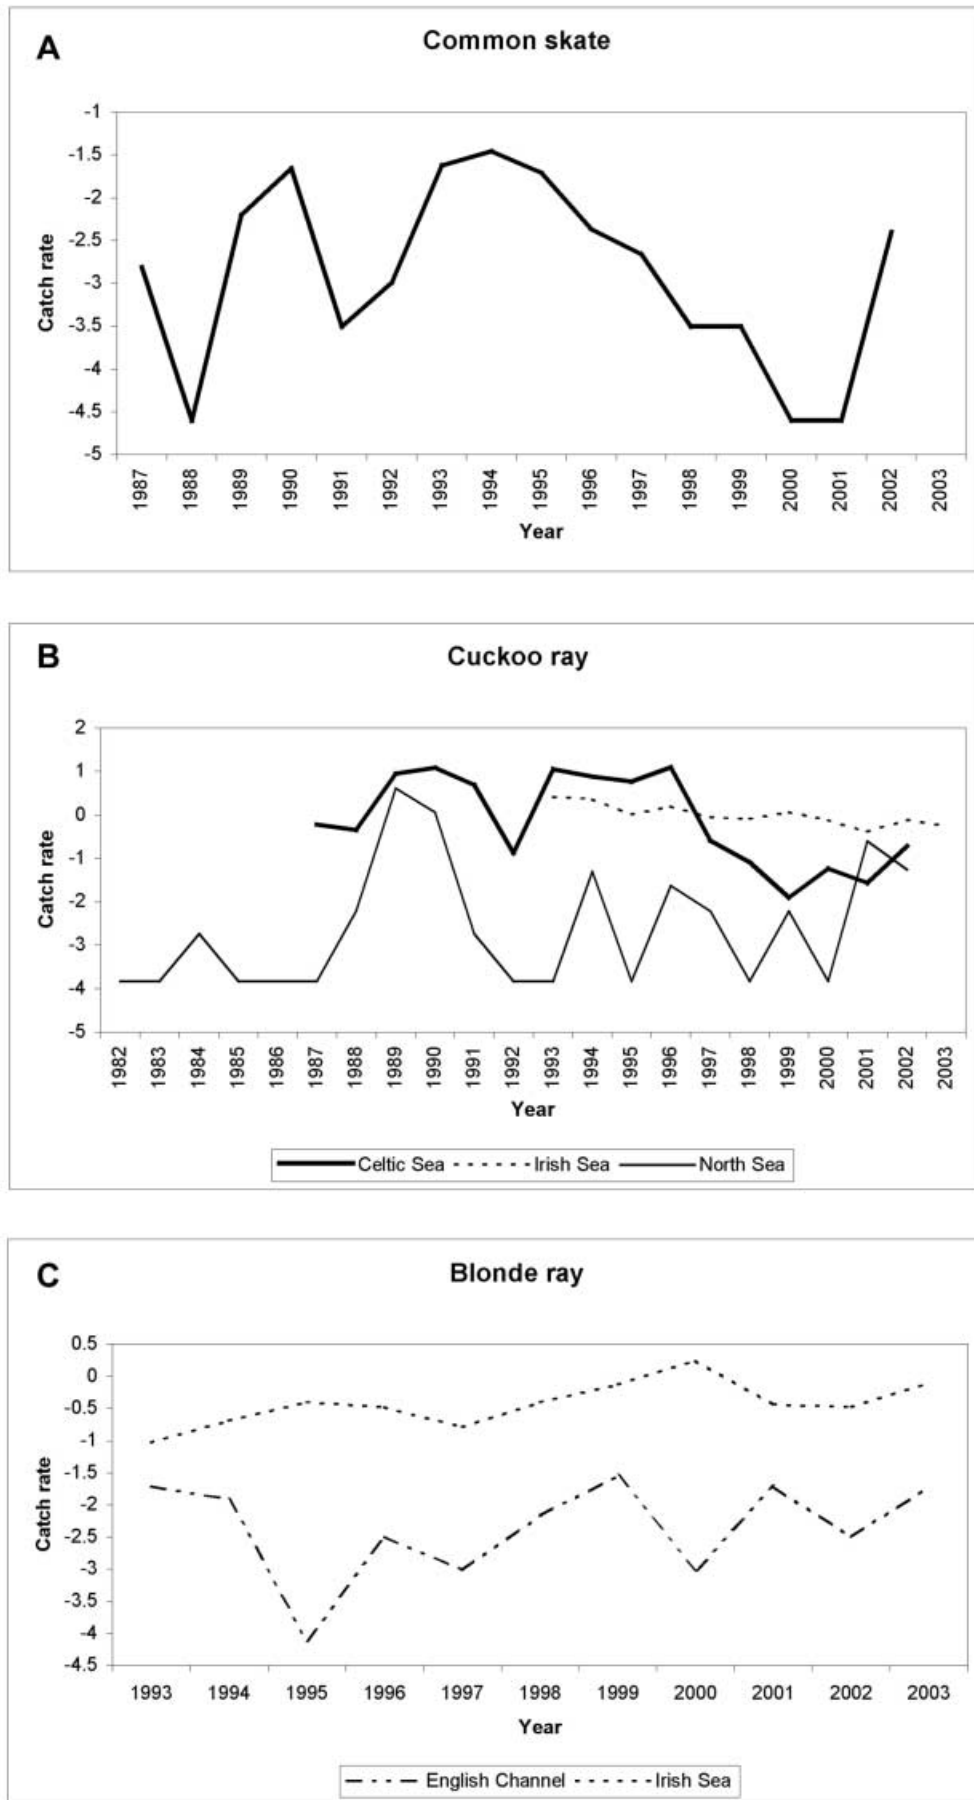 A
Common skate
-1
-1.5
-2
-2.5
-3
-3.5
-4
-4.5
-5
Catch rate
1987 1988 1989 1990 1991 1992 1993 1994 1995 1996 1997 1998 1999 2000 2001 2002 2003
Year
B
Cuckoo ray
2
1
0
-1
-2
-3
-4
-5
Catch rate
1982 1983 1984 1985 1986 1987 1988 1989 1990 1991 1992 1993 1994 1995 1996 1997 1998 1999 2000 2001 2002 2003
Year
Celtic Sea Irish Sea North Sea
C
Blonde ray
0.5
0
-0.5
-1
-1.5
-2
-2.5
-3
-3.5
-4
-4.5
Catch rate
1993 1994 1995 1996 1997 1998 1999 2000 2001 2002 2003
Year
English Channel Irish Sea